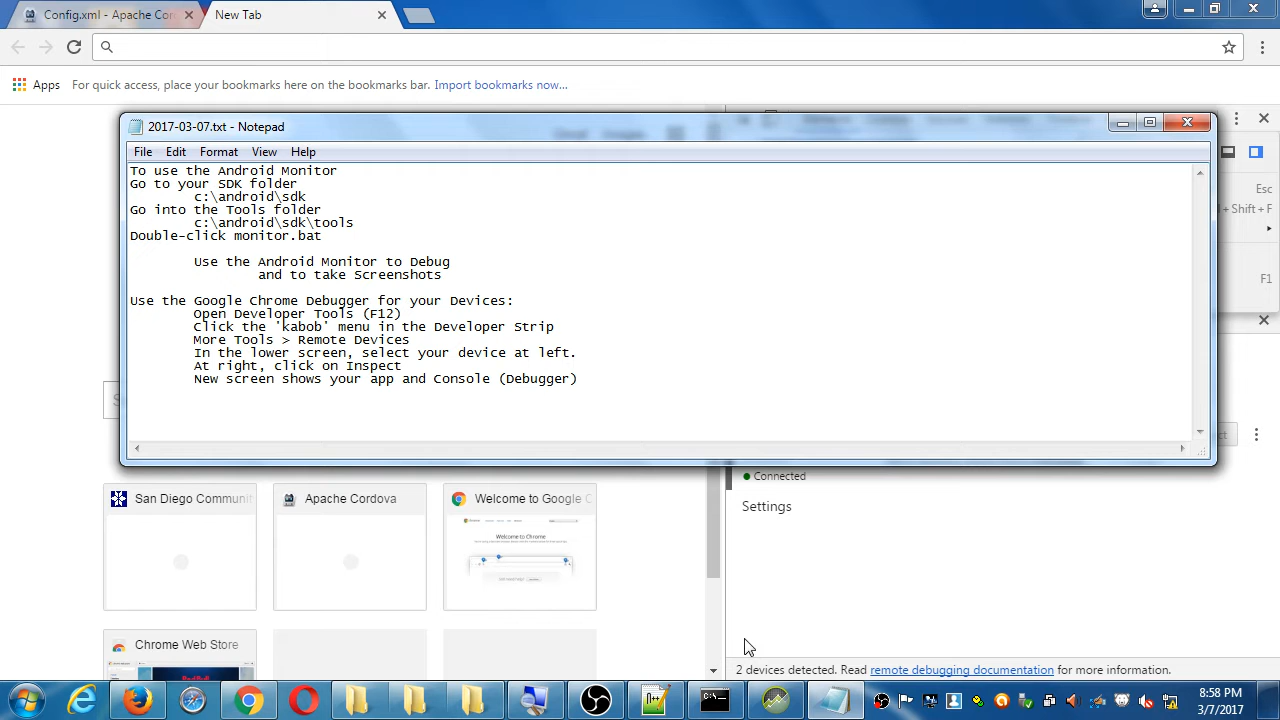 Config.xml - Apache Cor
New Tab
Apps
For quick access, place your bookmarks here on the bookmarks bar. Import bookmarks now...
2017-03-07.txt - Notepad
File Edit Format View Help
To use the Android Monitor
Go to your SDK folder
c:\android\sdk
Go into the Tools folder
c:\android\sdk\tools
Double-click monitor.bat
Use the Android Monitor to Debug
and to take Screenshots
Use the Google Chrome Debugger for your Devices:
Open Developer Tools (F12)
Click the 'kabob' menu in the Developer Strip
More Tools > Remote Devices
In the lower screen, select your device at left.
At right, click on Inspect
New screen shows your app and Console (Debugger)
Esc
+ Shift + F
F1
Connected
Settings
San Diego Communit
Apache Cordova
Welcome to Google C
Welcome to Chrome
Chrome Web Store
2 devices detected. Read remote debugging documentation for more information.
8:58 PM
3/7/2017